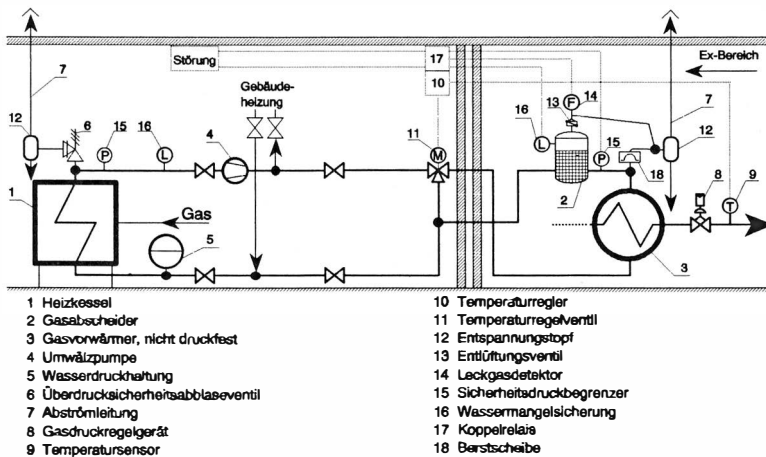 7
Störung
17
10
Gebäude-
heizung
Ex-Bereich
13
F
14
7
12
6
15
16
4
11
16
15
12
P
L
M
L
P
8
9
1
Gas
2
18
T
5
3
1 Heizkessel
2 Gasabscheider
3 Gasvorwärmer, nicht druckfest
4 Umwälzpumpe
5 Wasserdruckhaltung
6 Überdrucksicherheitsabblaseventil
7 Abströmleitung
8 Gasdruckregelgerät
9 Temperatursensor
10 Temperaturregler
11 Temperaturregelventil
12 Entspannungstopf
13 Entlüftungsventil
14 Leckgasdetektor
15 Sicherheitsdruckbegrenzer
16 Wassermangelsicherung
17 Koppelrelais
18 Berstscheibe